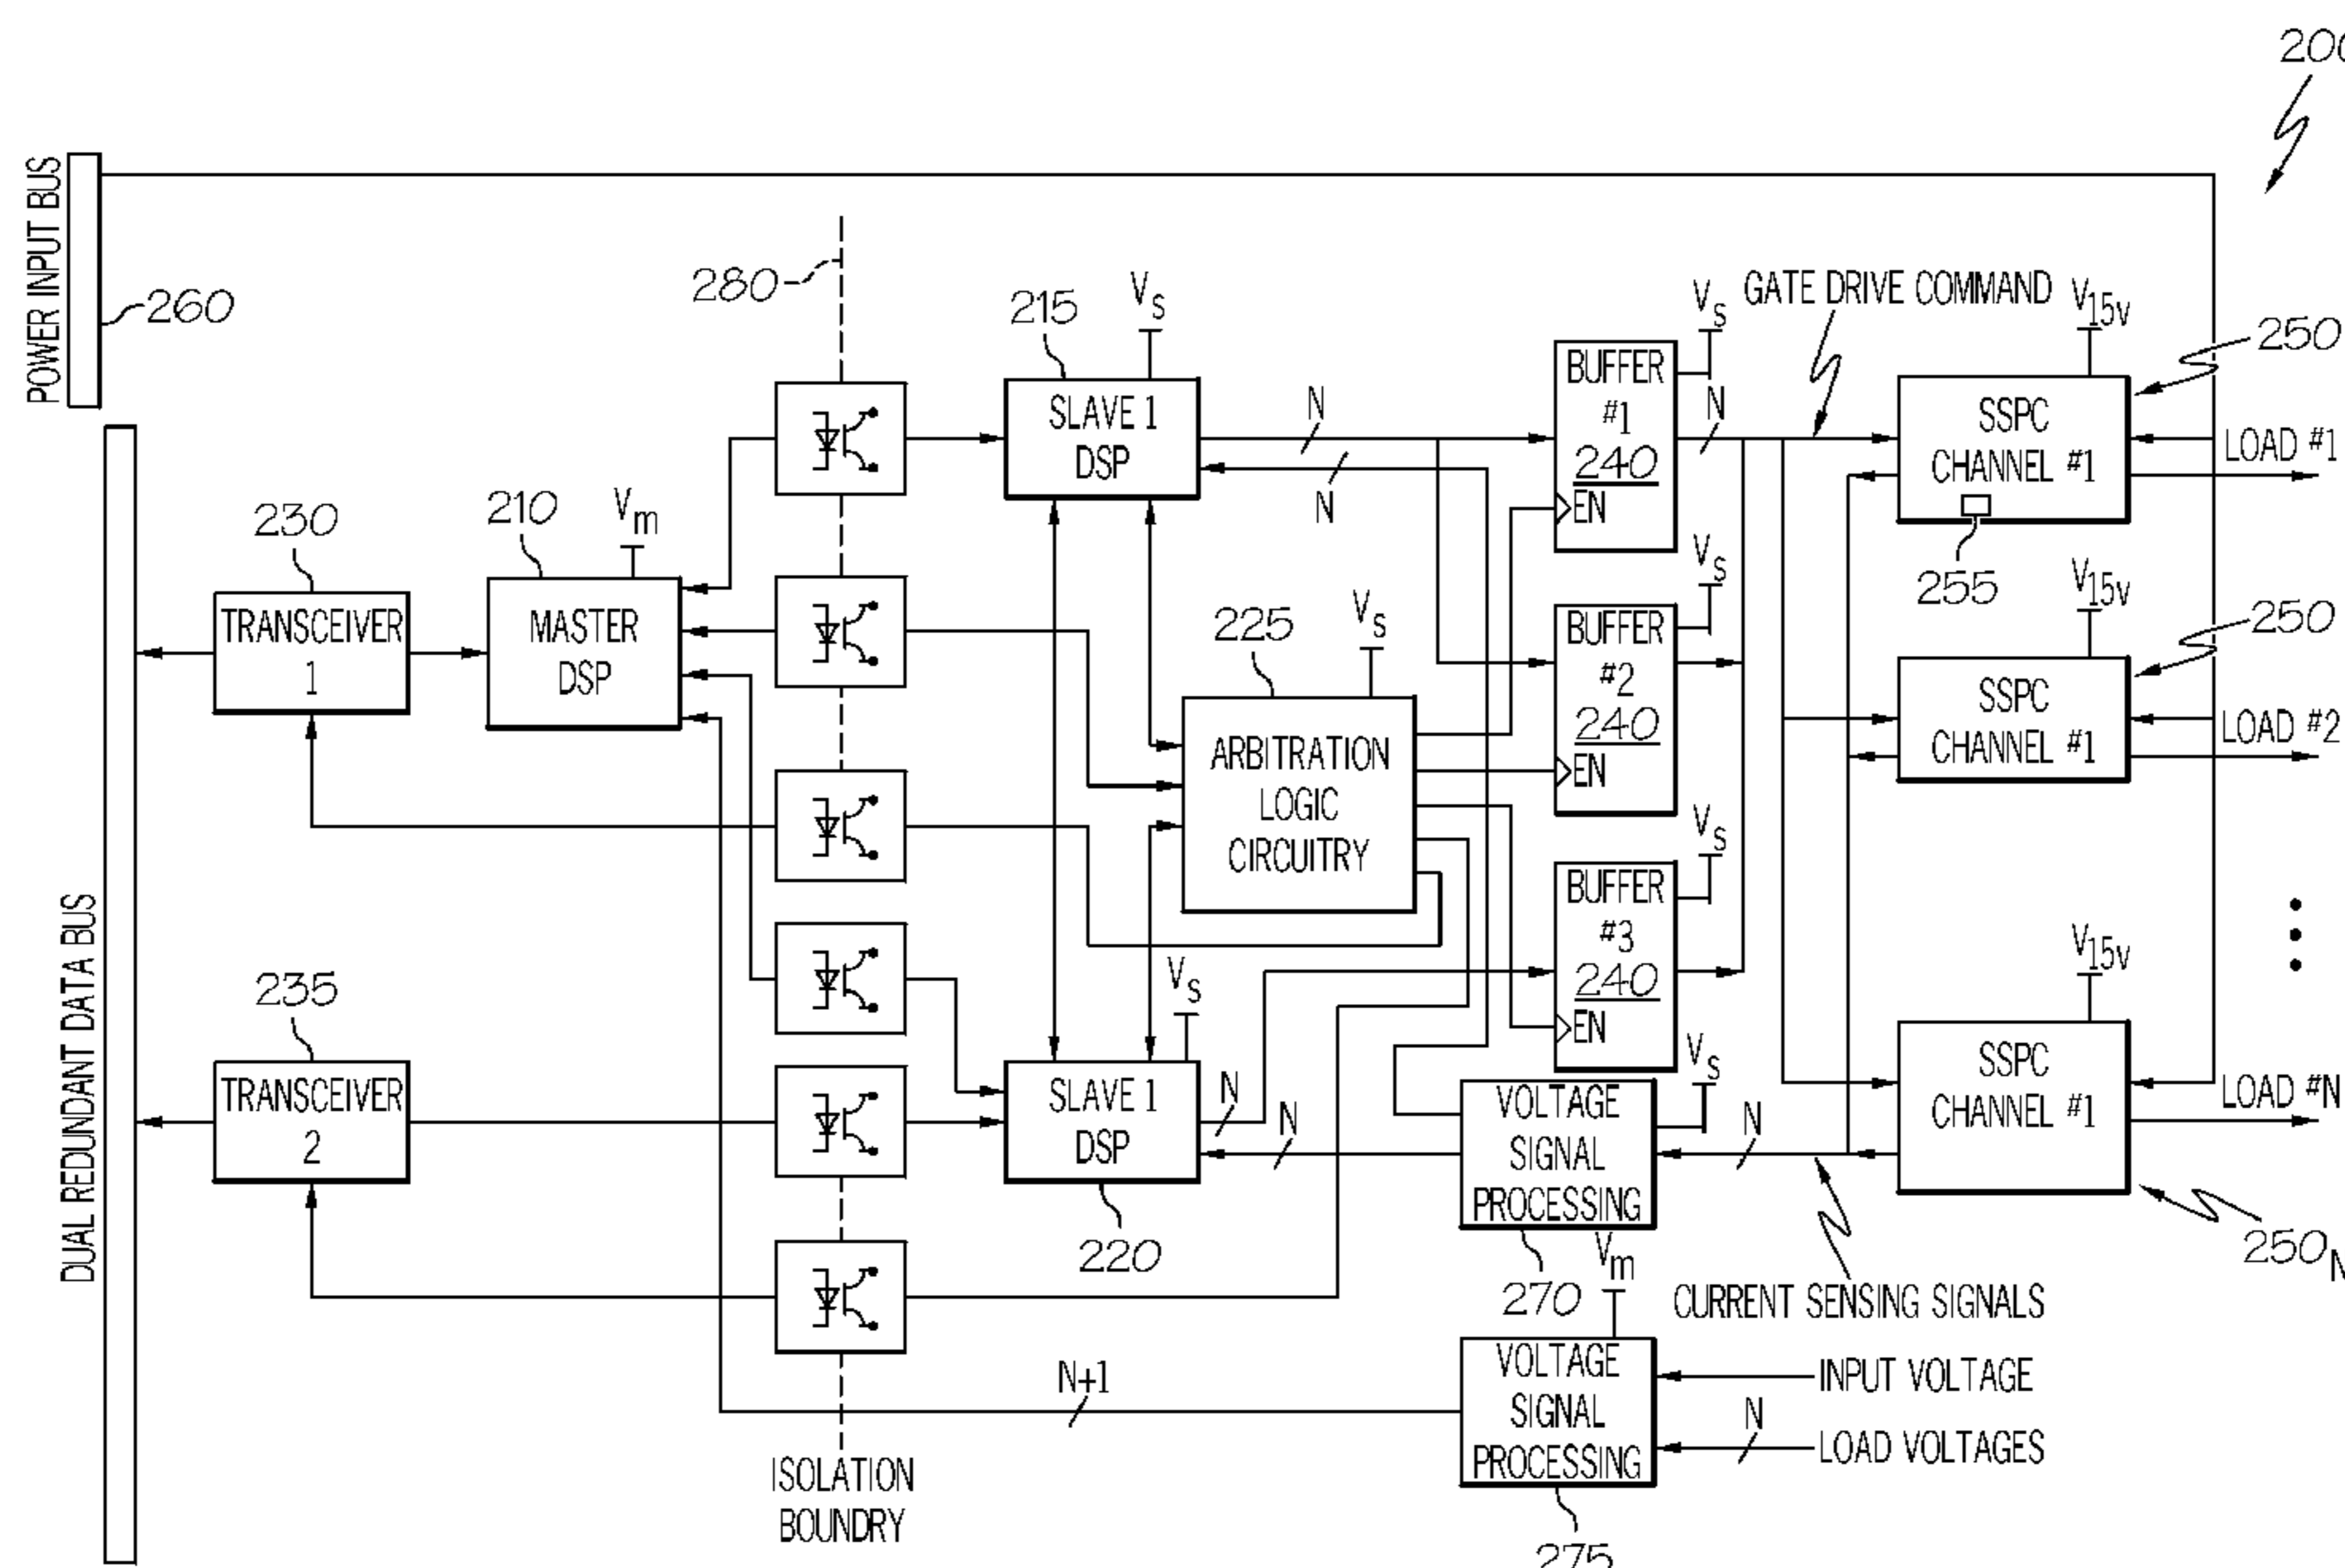 200
POWER INPUT BUS
260
280
215
Vs
Vs
GATE DRIVE COMMAND
V15v
250
BUFFER
#1
240
EN
N
N
N
SLAVE 1
DSP
SSPC
CHANNEL #1
LOAD #1
255
230
210
Vm
TRANSCEIVER
1
MASTER
DSP
225
Vs
Vs
V15v
250
BUFFER
#2
240
EN
SSPC
CHANNEL #1
LOAD #2
ARBITRATION
LOGIC
CIRCUITRY
Vs
BUFFER
#3
240
EN
DUAL REDUNDANT DATA BUS
235
Vs
V15v
TRANSCEIVER
2
SLAVE 1
DSP
220
N
N
Vs
VOLTAGE
SIGNAL
PROCESSING
270
N
SSPC
CHANNEL #1
LOAD #N
250N
CURRENT SENSING SIGNALS
Vm
VOLTAGE
SIGNAL
PROCESSING
275
INPUT VOLTAGE
N
LOAD VOLTAGES
N+1
ISOLATION
BOUNDRY